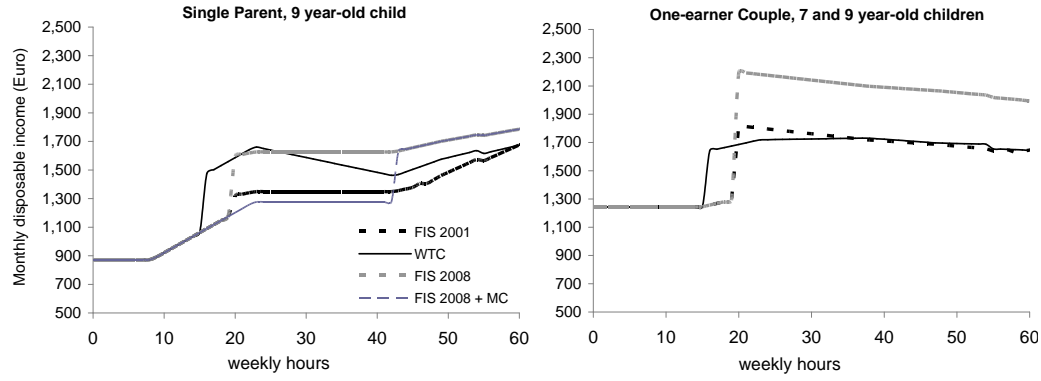 Single Parent, 9 year-old child
Monthly disposable income (Euro)
2,500
2,300
2,100
1,900
1,700
1,500
1,300
1,100
900
700
500
FIS 2001
WTC
FIS 2008
FIS 2008 + MC
0 10 20 30 40 50 60
weekly hours
One-earner Couple, 7 and 9 year-old children
2,500
2,300
2,100
1,900
1,700
1,500
1,300
1,100
900
700
500
0 10 20 30 40 50 60
weekly hours